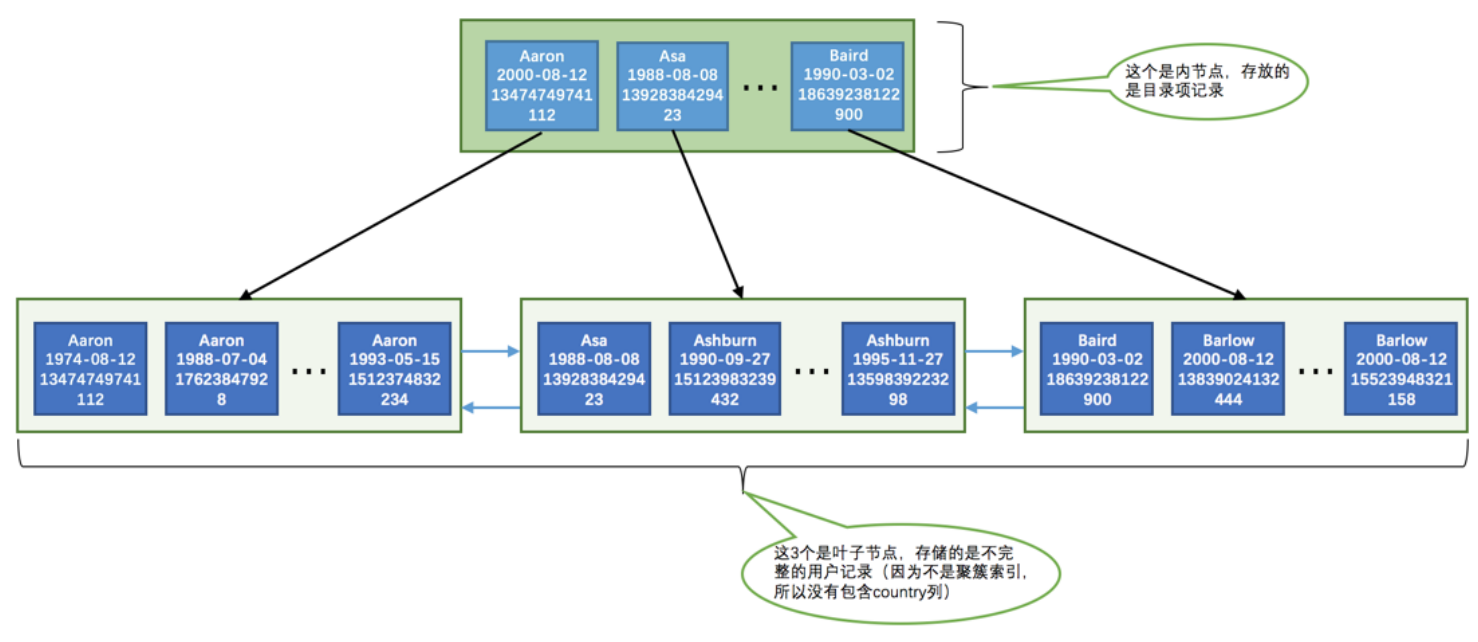 Aaron
2000-08-12
13474749741
112
Asa
1988-08-08
13928384294
23
...
Baird
1990-03-02
18639238122
900
这个是内节点，存放的
是目录项记录
Aaron
1974-08-12
13474749741
112
Aaron
1988-07-04
1762384792
8
...
Aaron
1993-05-15
1512374832
234
Asa
1988-08-08
13928384294
23
Ashburn
1990-09-27
15123983239
432
...
Ashburn
1995-11-27
13598392232
98
Baird
1990-03-02
18639238122
900
Barlow
2000-08-12
13839024132
444
...
Barlow
2000-08-12
15523948321
158
这3个是叶子节点，存储的是不完
整的用户记录（因为不是聚簇索引，
所以没有包含country列）